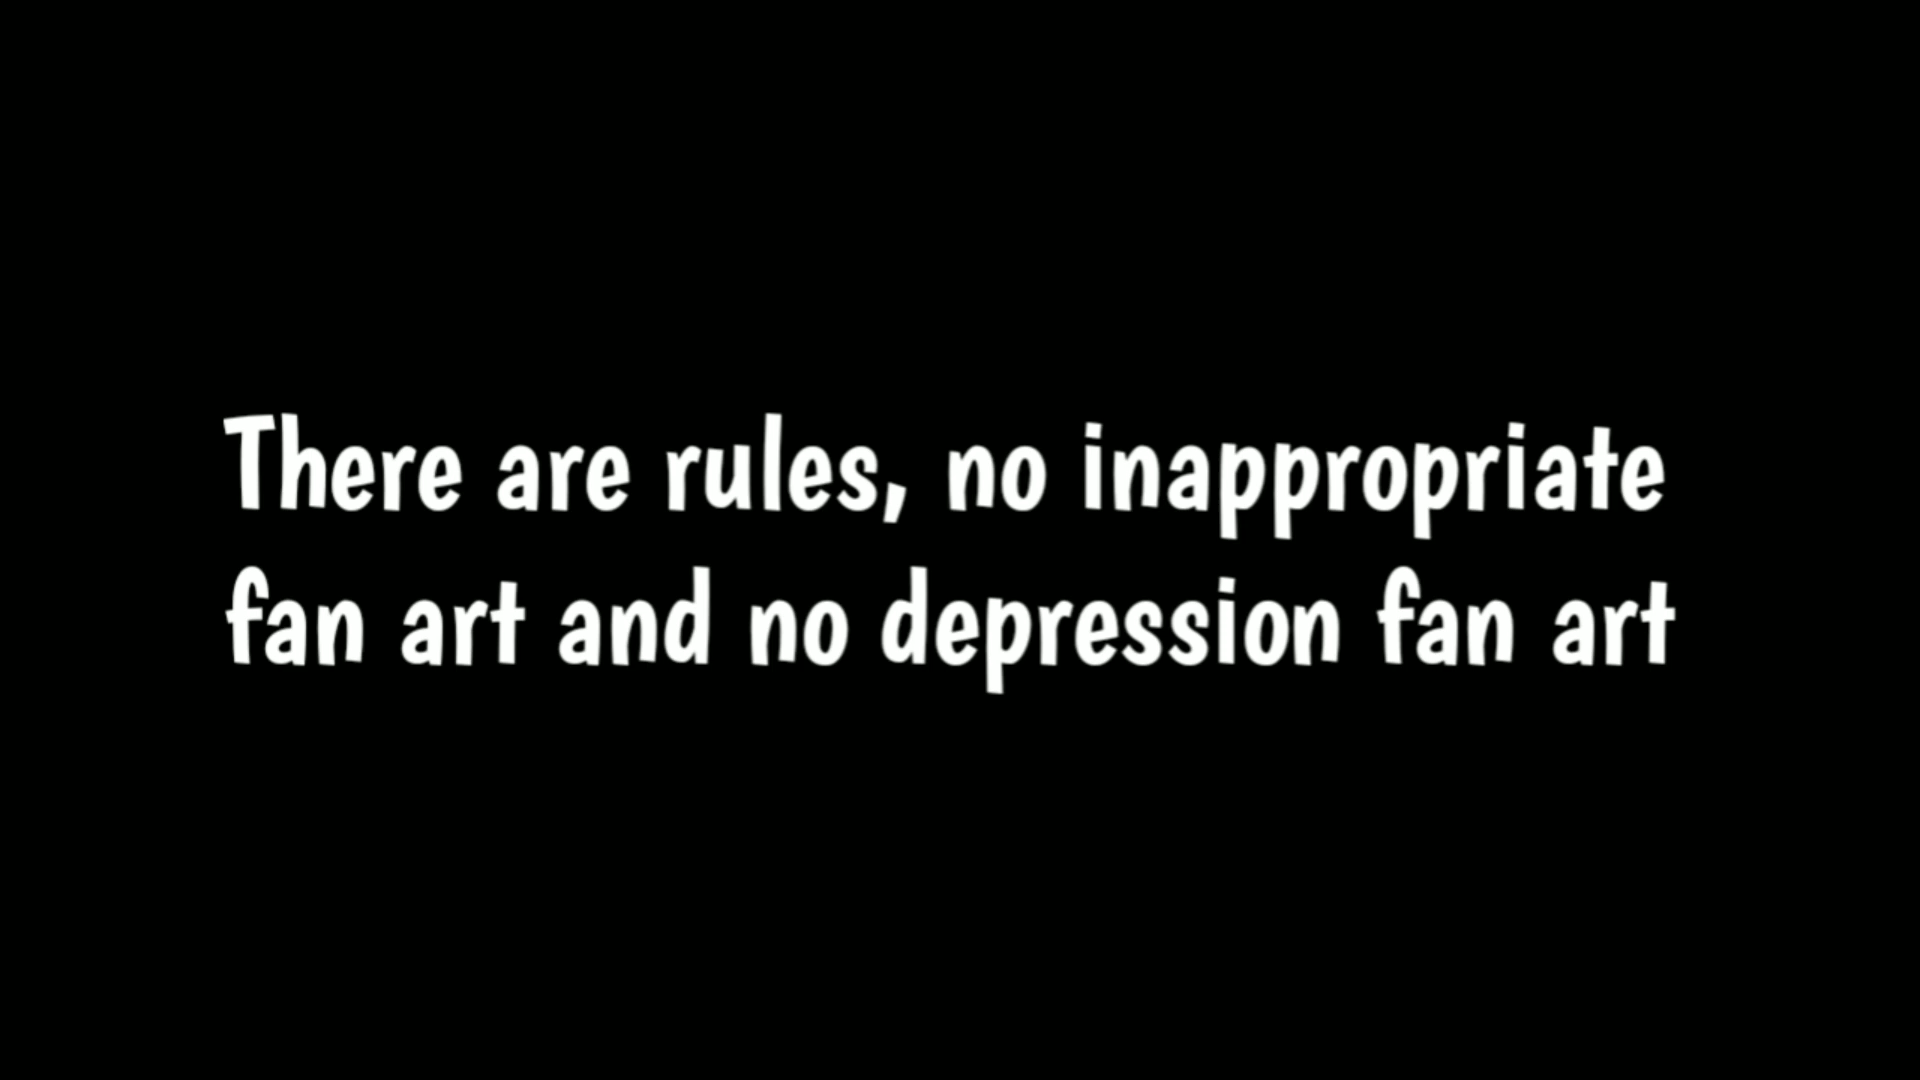 There are rules, no inappropriate
fan art and no depression fan art